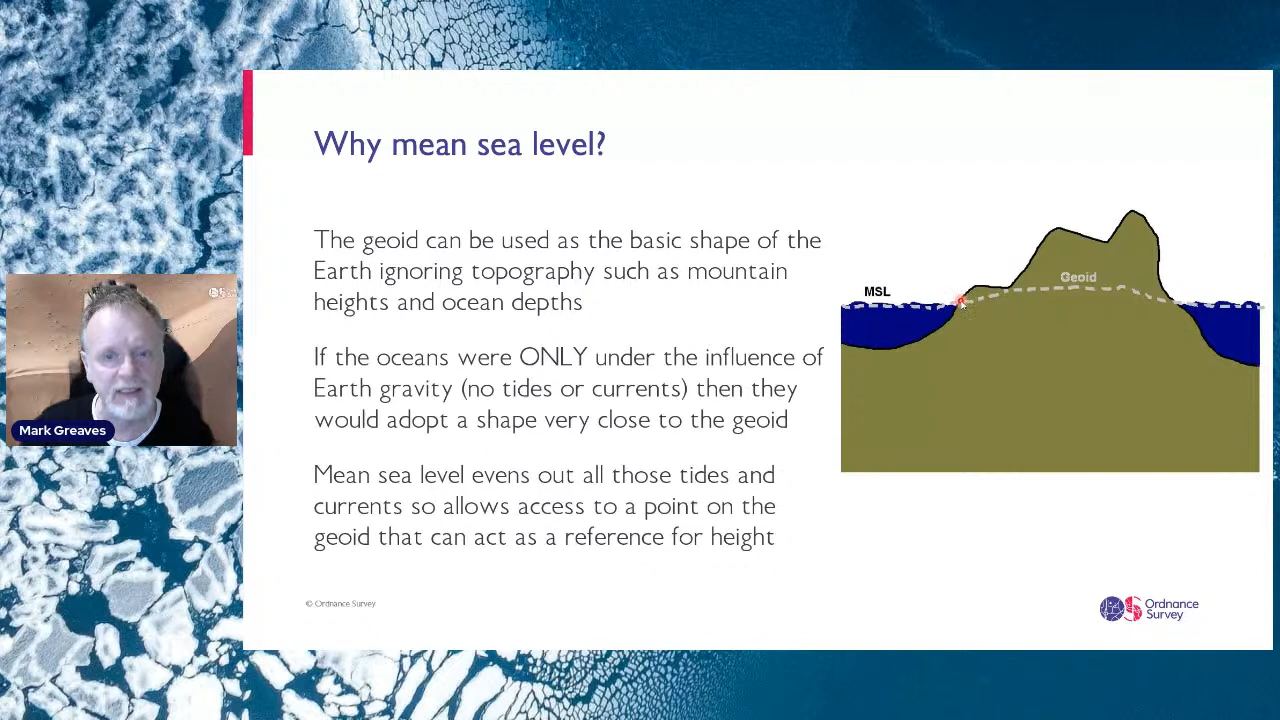 Why mean sea level?
The geoid can be used as the basic shape of the
Earth ignoring topography such as mountain
heights and ocean depths
If the oceans were ONLY under the influence of
Earth gravity (no tides or currents) then they
would adopt a shape very close to the geoid
Mean sea level evens out all those tides and
currents so allows access to a point on the
geoid that can act as a reference for height
MSL
Geoid
Mark Greaves
© Ordnance Survey
Ordnance
Survey